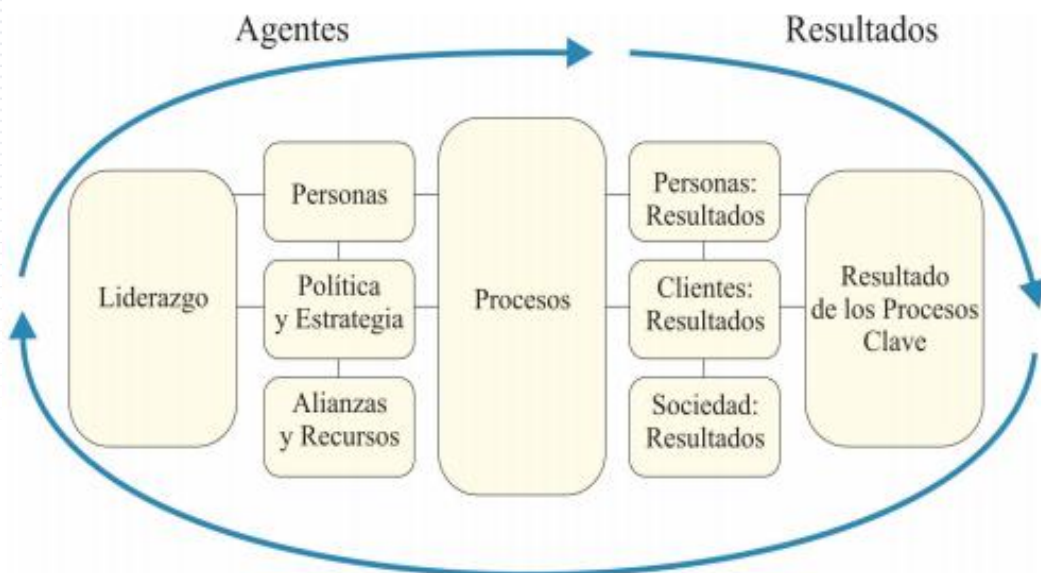 Agentes
Resultados
Liderazgo
Personas
Política
y Estrategia
Alianzas
y Recursos
Procesos
Personas:
Resultados
Clientes:
Resultados
Sociedad:
Resultados
Resultado
de los Procesos
Clave